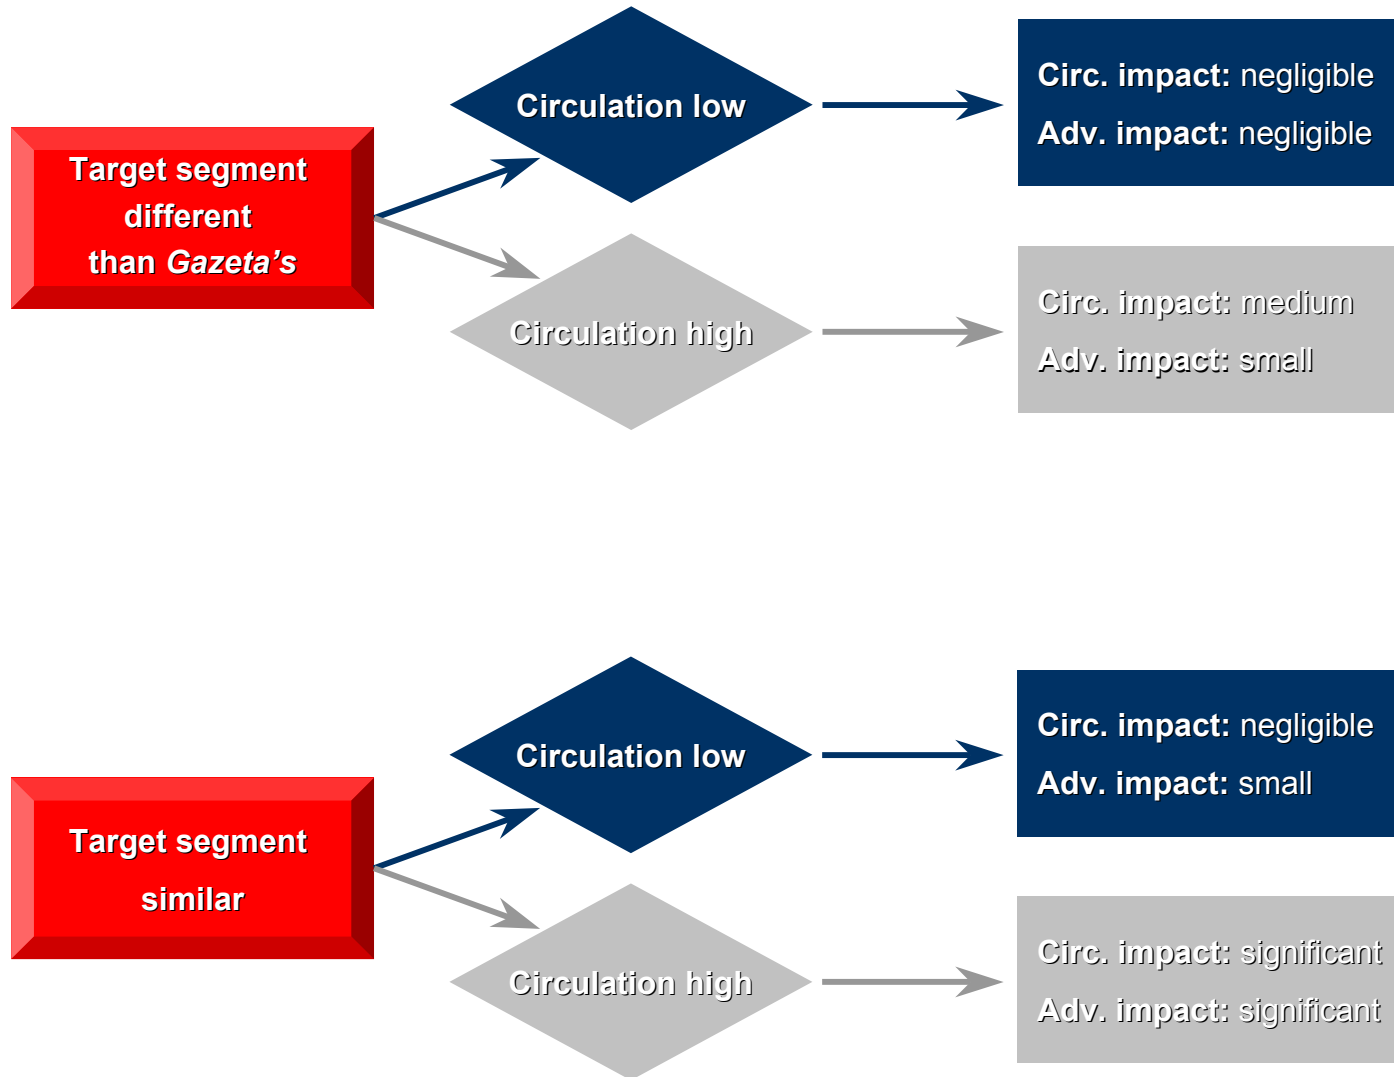 Target segment
different
than Gazeta’s
Circulation low
Circ. impact: negligible
Adv. impact: negligible
Circulation high
Circ. impact: medium
Adv. impact: small
Target segment
similar
Circulation low
Circ. impact: negligible
Adv. impact: small
Circulation high
Circ. impact: significant
Adv. impact: significant